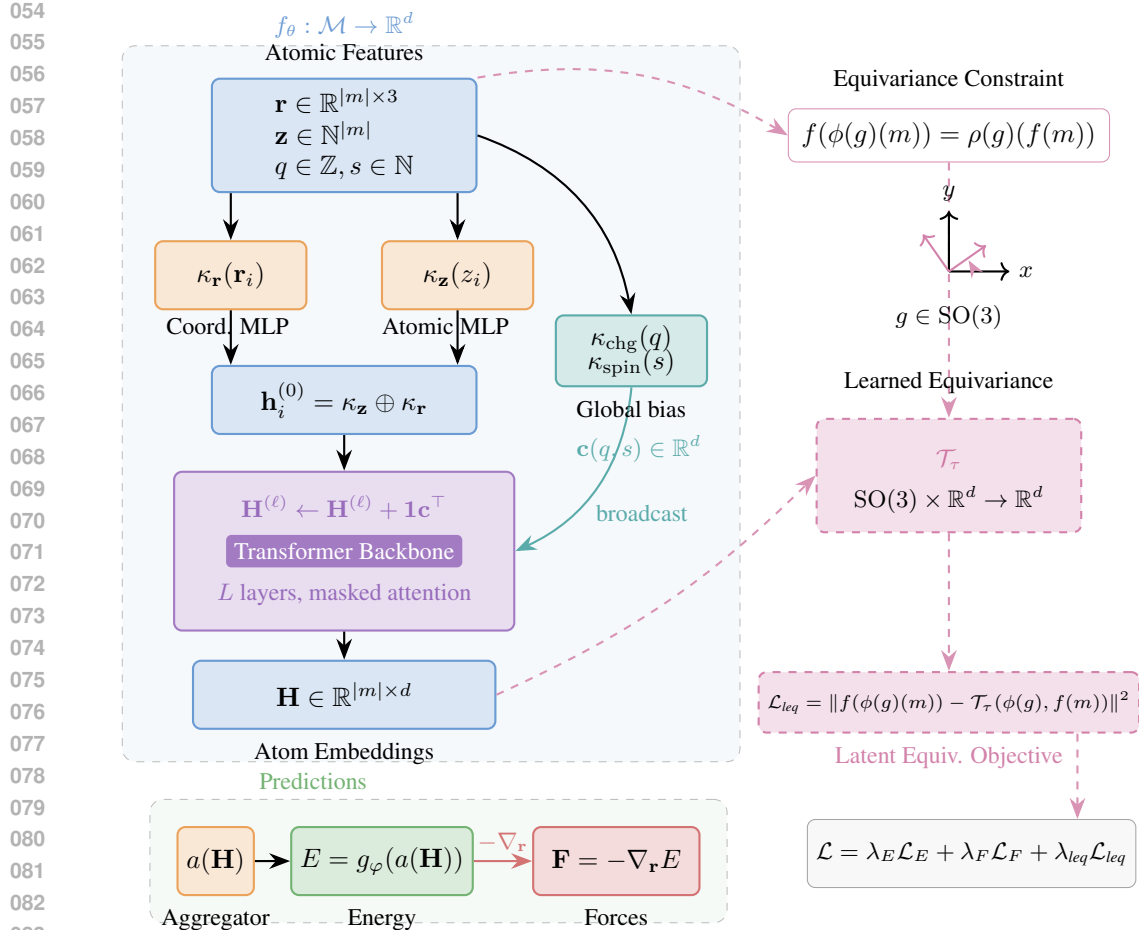 054
055
056
057
058
059
060
061
062
063
064
065
066
067
068
069
070
071
072
073
074
075
076
077
078
079
080
081
082
f_θ : ℳ → ℝ^d
Atomic Features
r ∈ ℝ^{|m|×3}
z ∈ ℕ^{|m|}
q ∈ ℤ, s ∈ ℕ
κ_r(r_i)
κ_z(z_i)
Coord. MLP
Atomic MLP
κ_chg(q)
κ_spin(s)
Global bias
h_i^{(0)} = κ_z ⊕ κ_r
c(q, s) ∈ ℝ^d
broadcast
H^{(ℓ)} ← H^{(ℓ)} + 1c^⊤
Transformer Backbone
L layers, masked attention
H ∈ ℝ^{|m|×d}
Atom Embeddings
Predictions
a(H)
E = g_φ(a(H))
−∇_r
F = −∇_r E
Aggregator
Energy
Forces
Equivariance Constraint
f(ϕ(g)(m)) = ρ(g)(f(m))
y
x
g ∈ SO(3)
Learned Equivariance
𝒯_τ
SO(3) × ℝ^d → ℝ^d
ℒ_leq = ‖f(ϕ(g)(m)) − 𝒯_τ(ϕ(g), f(m))‖²
Latent Equiv. Objective
ℒ = λ_E ℒ_E + λ_F ℒ_F + λ_leq ℒ_leq